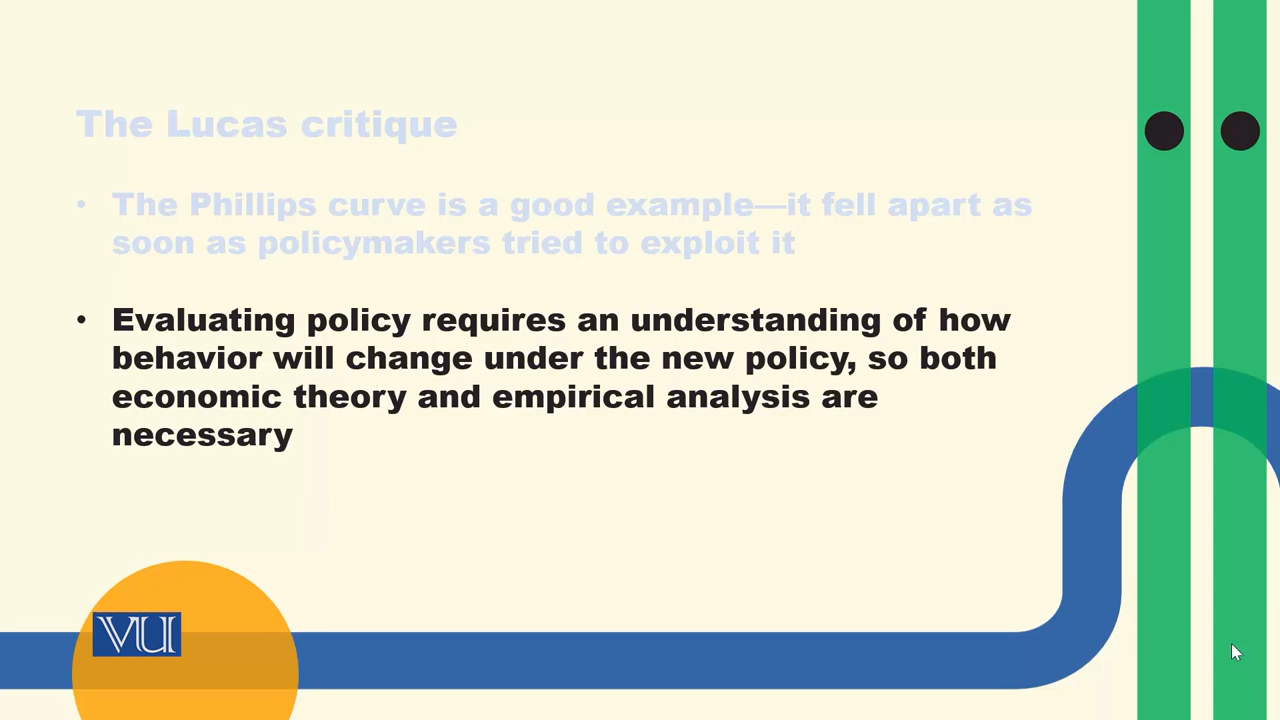 The Lucas critique
• The Phillips curve is a good example—it fell apart as
soon as policymakers tried to exploit it
• Evaluating policy requires an understanding of how
behavior will change under the new policy, so both
economic theory and empirical analysis are
necessary
VU